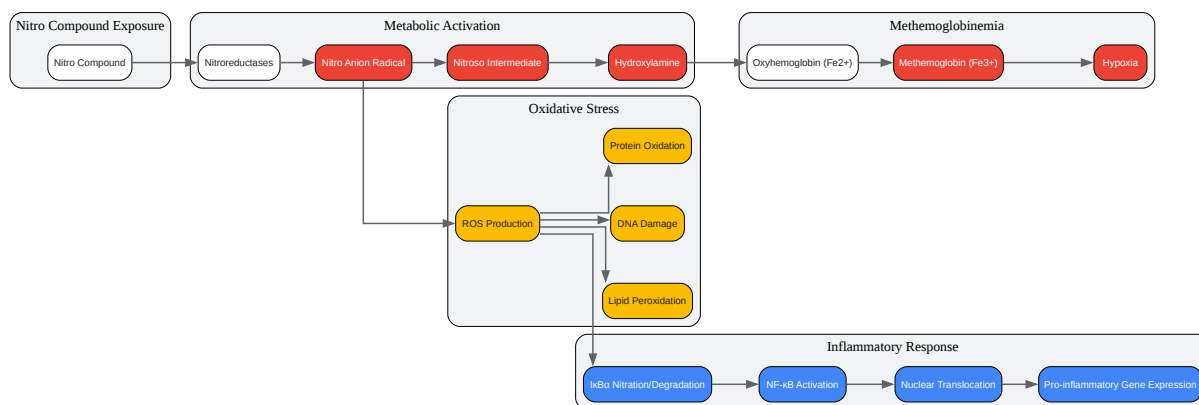 Nitro Compound Exposure
Nitro Compound
Metabolic Activation
Nitroreductases
Nitro Anion Radical
Nitroso Intermediate
Hydroxylamine
Methemoglobinemia
Oxyhemoglobin (Fe2+)
Methemoglobin (Fe3+)
Hypoxia
Oxidative Stress
Protein Oxidation
ROS Production
DNA Damage
Lipid Peroxidation
Inflammatory Response
IκBα Nitration/Degradation
NF-κB Activation
Nuclear Translocation
Pro-inflammatory Gene Expression